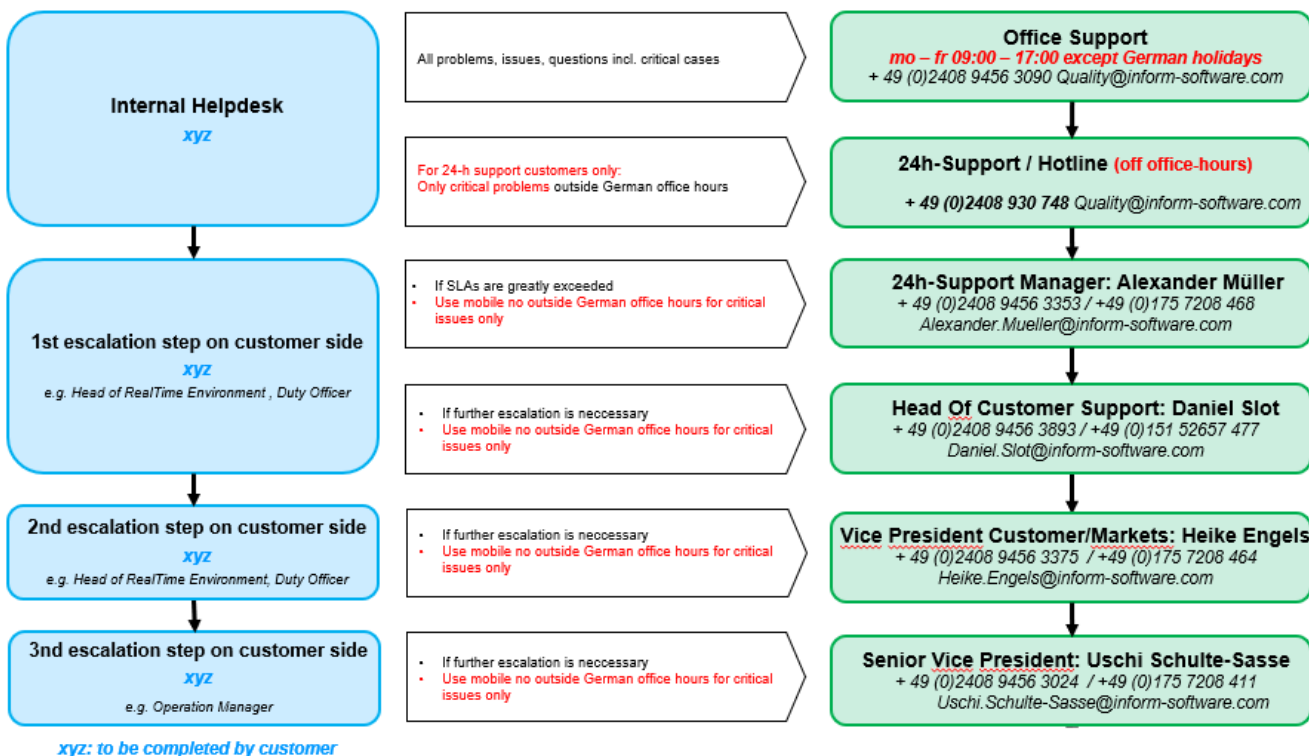 Internal Helpdesk
xyz
All problems, issues, questions incl. critical cases
Office Support
mo – fr 09:00 – 17:00 except German holidays
+ 49 (0)2408 9456 3090 Quality@inform-software.com
For 24-h support customers only:
Only critical problems outside German office hours
24h-Support / Hotline (off office-hours)
+ 49 (0)2408 930 748 Quality@inform-software.com
1st escalation step on customer side
xyz
e.g. Head of RealTime Environment , Duty Officer
• If SLAs are greatly exceeded
• Use mobile no outside German office hours for critical
issues only
24h-Support Manager: Alexander Müller
+ 49 (0)2408 9456 3353 / +49 (0)175 7208 468
Alexander.Mueller@inform-software.com
• If further escalation is neccessary
• Use mobile no outside German office hours for critical
issues only
Head Of Customer Support: Daniel Slot
+ 49 (0)2408 9456 3893 / +49 (0)151 52657 477
Daniel.Slot@inform-software.com
2nd escalation step on customer side
xyz
e.g. Head of RealTime Environment, Duty Officer
• If further escalation is neccessary
• Use mobile no outside German office hours for critical
issues only
Vice President Customer/Markets: Heike Engels
+ 49 (0)2408 9456 3375 / +49 (0)175 7208 464
Heike.Engels@inform-software.com
3nd escalation step on customer side
xyz
e.g. Operation Manager
• If further escalation is neccessary
• Use mobile no outside German office hours for critical
issues only
Senior Vice President: Uschi Schulte-Sasse
+ 49 (0)2408 9456 3024 / +49 (0)175 7208 411
Uschi.Schulte-Sasse@inform-software.com
xyz: to be completed by customer